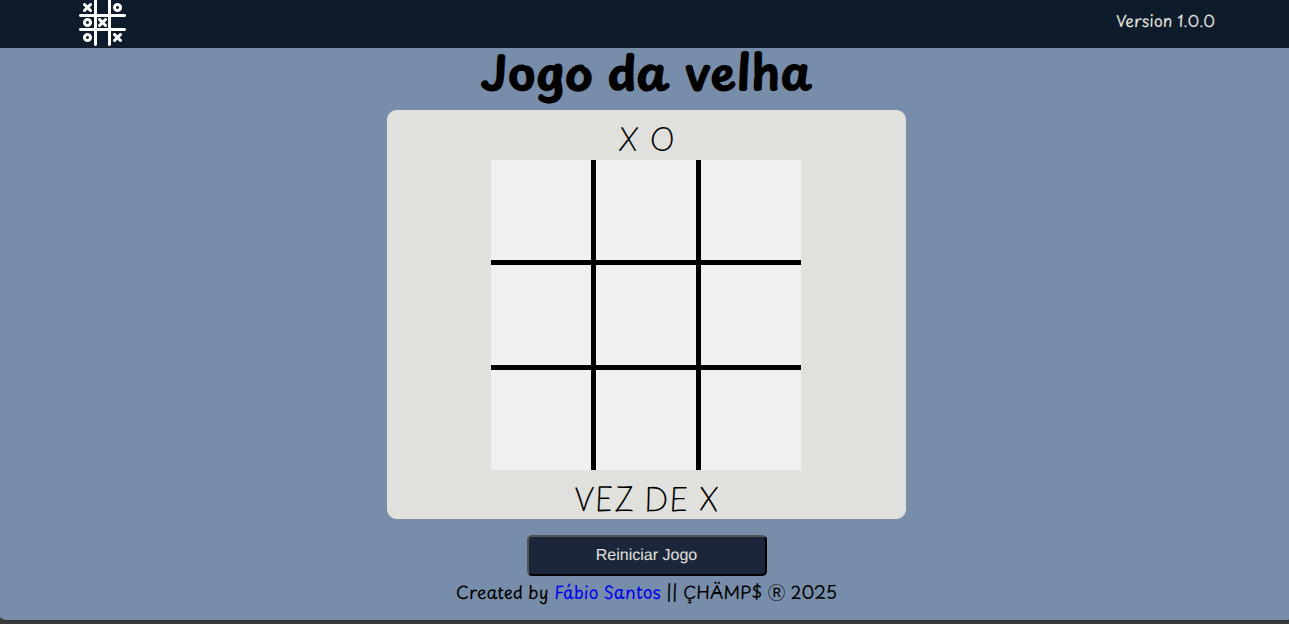 Version 1.0.0
Jogo da velha
X O
VEZ DE X
Reiniciar Jogo
Created by Fábio Santos || ÇHÄMP$ ® 2025